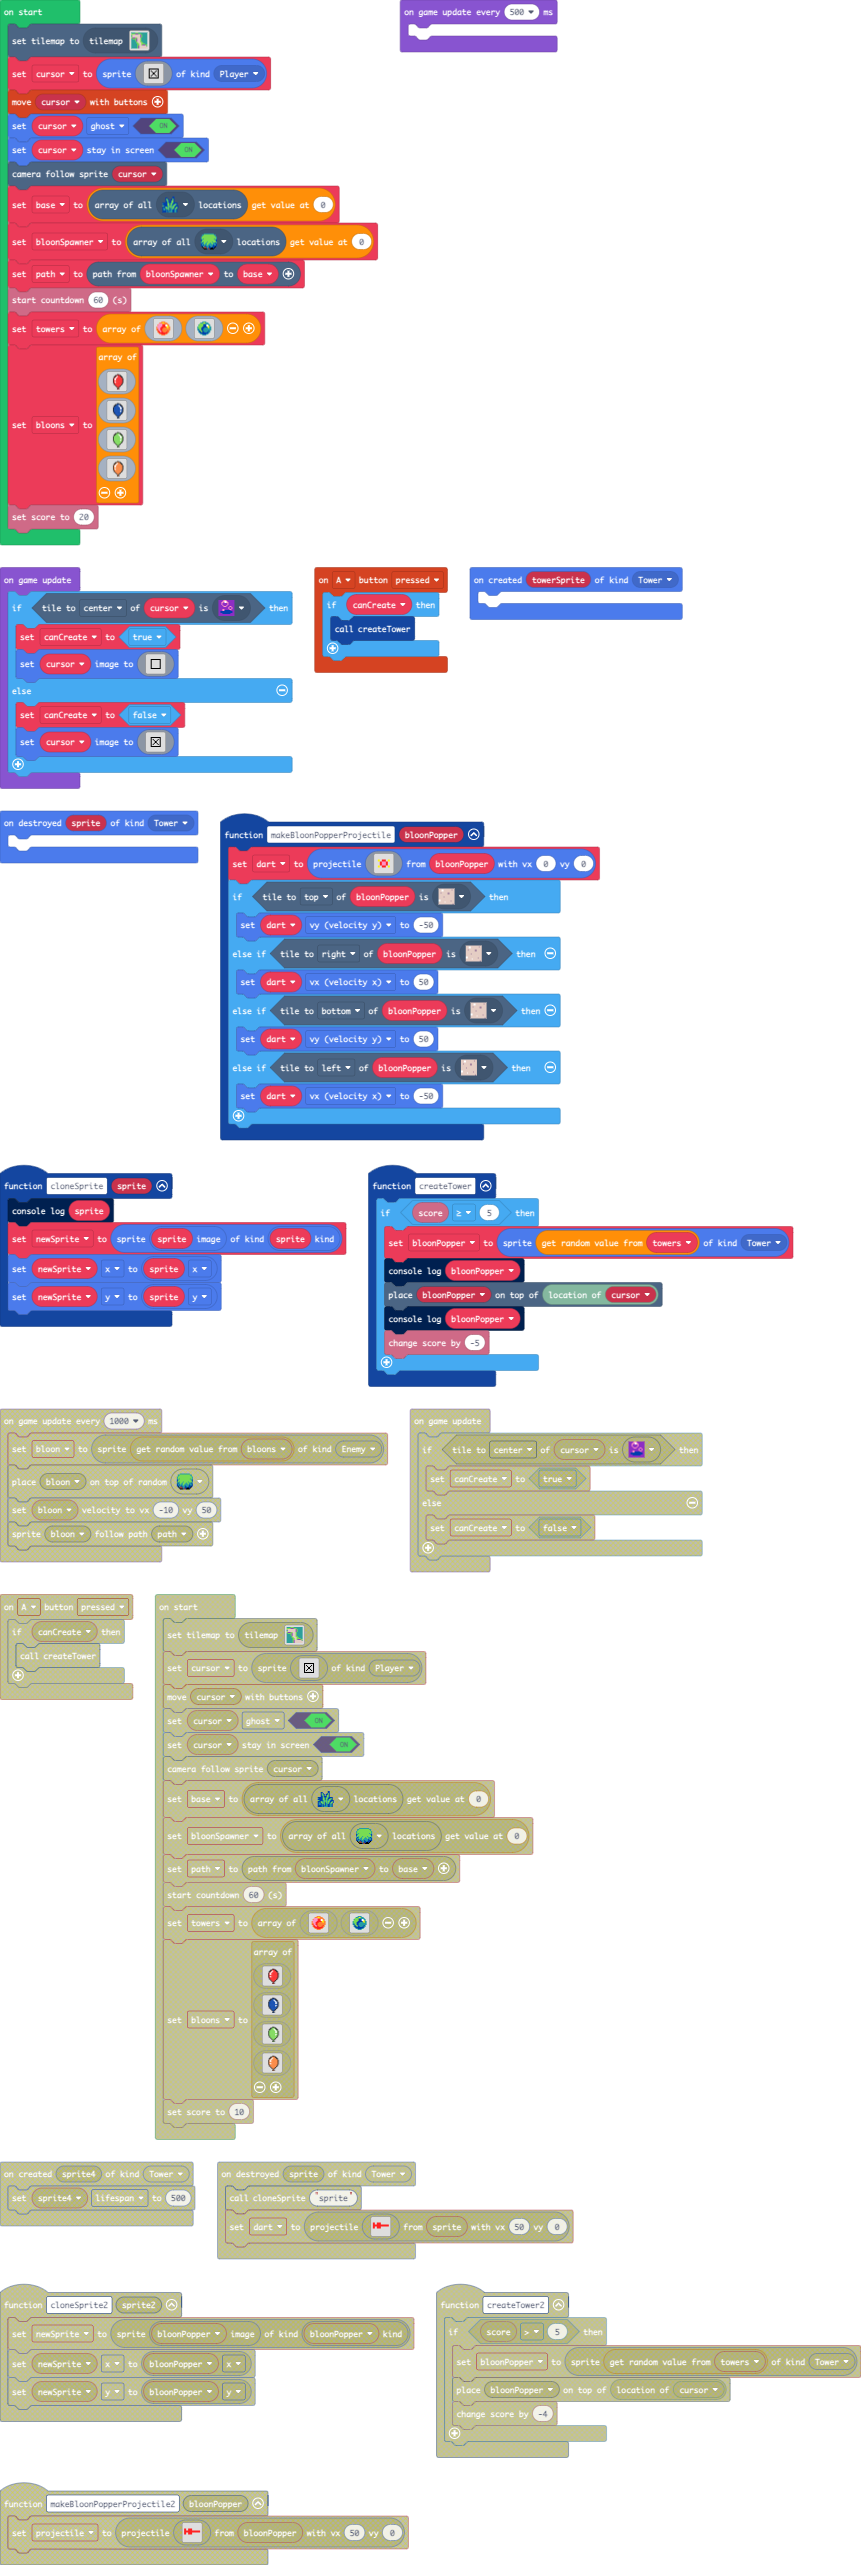 on start
on game update every 500 ms
set tilemap to tilemap
set cursor to sprite of kind Player
move cursor with buttons
set cursor ghost ON
set cursor stay in screen ON
camera follow sprite cursor
set base to array of all locations get value at 0
set bloonSpawner to array of all locations get value at 0
set path to path from bloonSpawner to base
start countdown 60 (s)
set towers to array of
array of
set bloons to
set score to 20
on game update
if tile to center of cursor is then
set canCreate to true
set cursor image to
else
set canCreate to false
set cursor image to
on A button pressed
if canCreate then
call createTower
on created towerSprite of kind Tower
on destroyed sprite of kind Tower
function makeBloonPopperProjectile bloonPopper
set dart to projectile from bloonPopper with vx 0 vy 0
if tile to top of bloonPopper is then
set dart vy (velocity y) to -50
else if tile to right of bloonPopper is then
set dart vx (velocity x) to 50
else if tile to bottom of bloonPopper is then
set dart vy (velocity y) to 50
else if tile to left of bloonPopper is then
set dart vx (velocity x) to -50
function cloneSprite sprite
console log sprite
set newSprite to sprite sprite image of kind sprite kind
set newSprite x to sprite x
set newSprite y to sprite y
function createTower
if score ≥ 5 then
set bloonPopper to sprite get random value from towers of kind Tower
console log bloonPopper
place bloonPopper on top of location of cursor
console log bloonPopper
change score by -5
on game update every 1000 ms
set bloon to sprite get random value from bloons of kind Enemy
place bloon on top of random
set bloon velocity to vx -10 vy 50
sprite bloon follow path path
on game update
if tile to center of cursor is then
set canCreate to true
else
set canCreate to false
on A button pressed
if canCreate then
call createTower
on start
set tilemap to tilemap
set cursor to sprite of kind Player
move cursor with buttons
set cursor ghost ON
set cursor stay in screen ON
camera follow sprite cursor
set base to array of all locations get value at 0
set bloonSpawner to array of all locations get value at 0
set path to path from bloonSpawner to base
start countdown 60 (s)
set towers to array of
array of
set bloons to
set score to 10
on created sprite4 of kind Tower
set sprite4 lifespan to 500
on destroyed sprite of kind Tower
call cloneSprite "sprite"
set dart to projectile from sprite with vx 50 vy 0
function cloneSprite2 sprite2
set newSprite to sprite bloonPopper image of kind bloonPopper kind
set newSprite x to bloonPopper x
set newSprite y to bloonPopper y
function createTower2
if score > 5 then
set bloonPopper to sprite get random value from towers of kind Tower
place bloonPopper on top of location of cursor
change score by -4
function makeBloonPopperProjectile2 bloonPopper
set projectile to projectile from bloonPopper with vx 50 vy 0